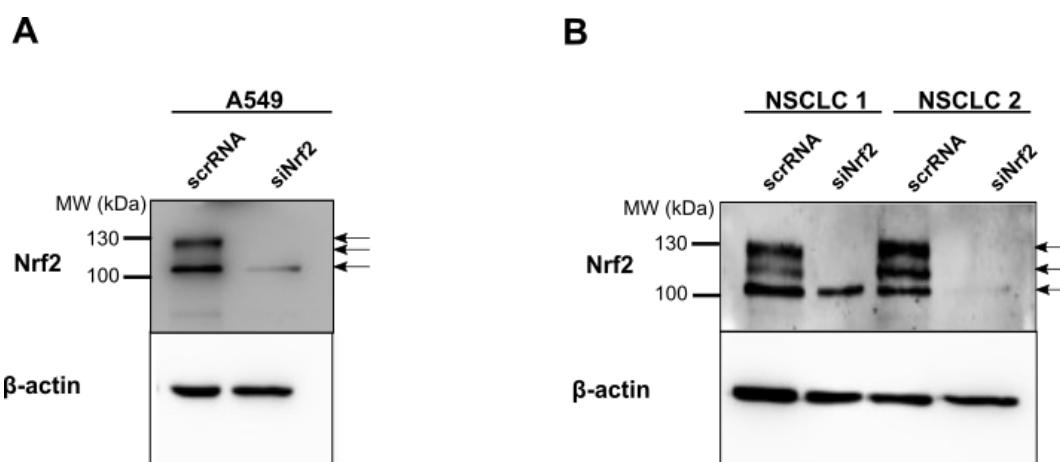 A
A549
scrRNA
siNrf2
MW (kDa)
130
Nrf2
100
β-actin
B
NSCLC 1
NSCLC 2
scrRNA
siNrf2
scrRNA
siNrf2
MW (kDa)
130
Nrf2
100
β-actin